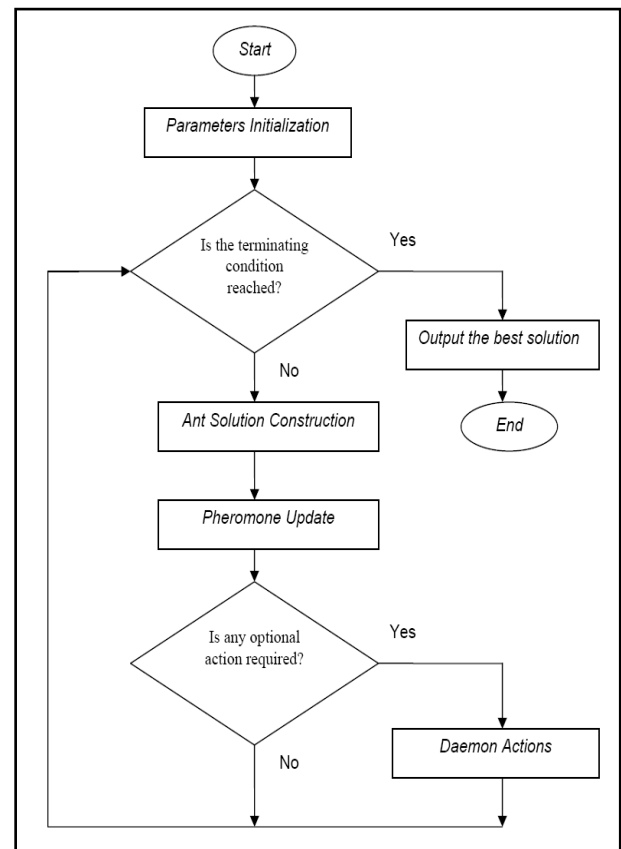 Start
Parameters Initialization
Is the terminating
condition
reached?
Yes
Output the best solution
No
End
Ant Solution Construction
Pheromone Update
Is any optional
action required?
Yes
Daemon Actions
No